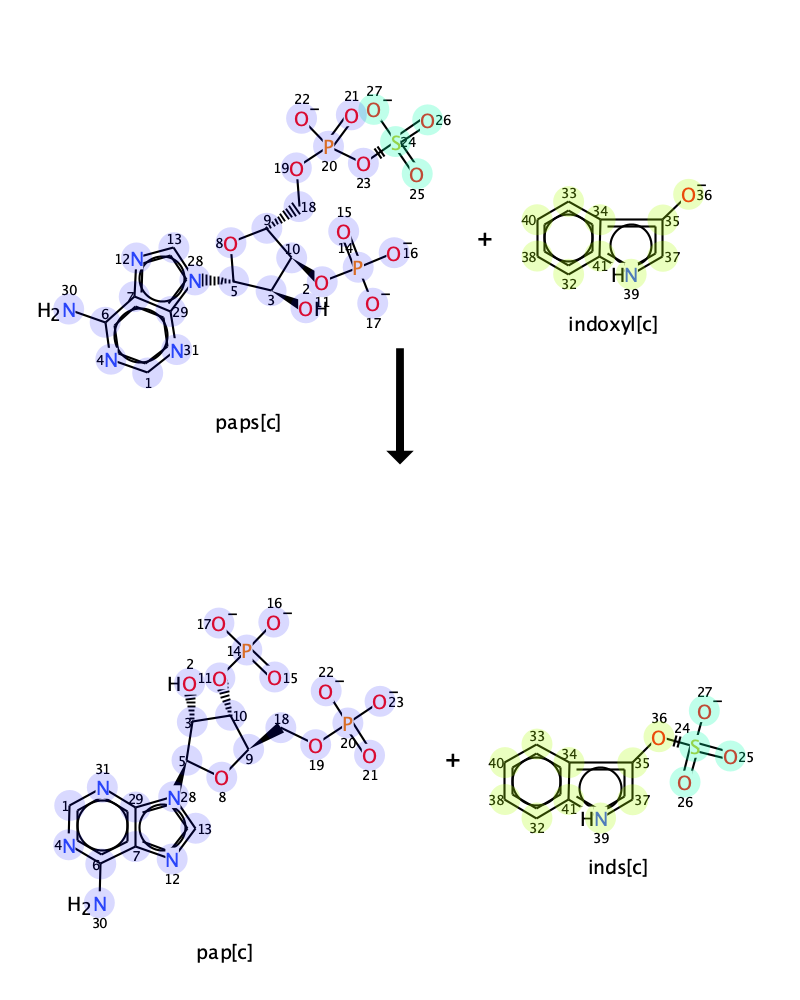 27 − 22 − 21 O O O O 26
P S 24
19 O 20 O O
23 25
18
15 O
8 O 9 14 − O 16
13 10 P
12 N 28 N 5 3 2 O 11 O H
− O 17
30 H₂N 7 29
6
4 N N 31
1
paps[c]
+
33 34 − O 36
40 35
38 41 37
32 HN
39
indoxyl[c]
16 − 17 O O −
14 P
2 11 O O 15
HO
22 − O O − 23
3 10 18 P 20
5 9 O O
19 21
O 8
31 N 29 N 28
1 13
4 N 7 N
6 12
H₂N 30
pap[c]
+
27 O −
36 O 24 S O 25
33 34 35 O
40 26
38 41 37
32 HN
39
inds[c]